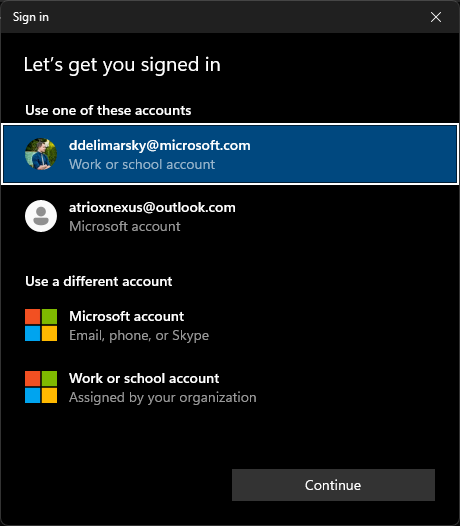 Sign in
Let's get you signed in
Use one of these accounts
ddelimarsky@microsoft.com
Work or school account
atrioxnexus@outlook.com
Microsoft account
Use a different account
Microsoft account
Email, phone, or Skype
Work or school account
Assigned by your organization
Continue